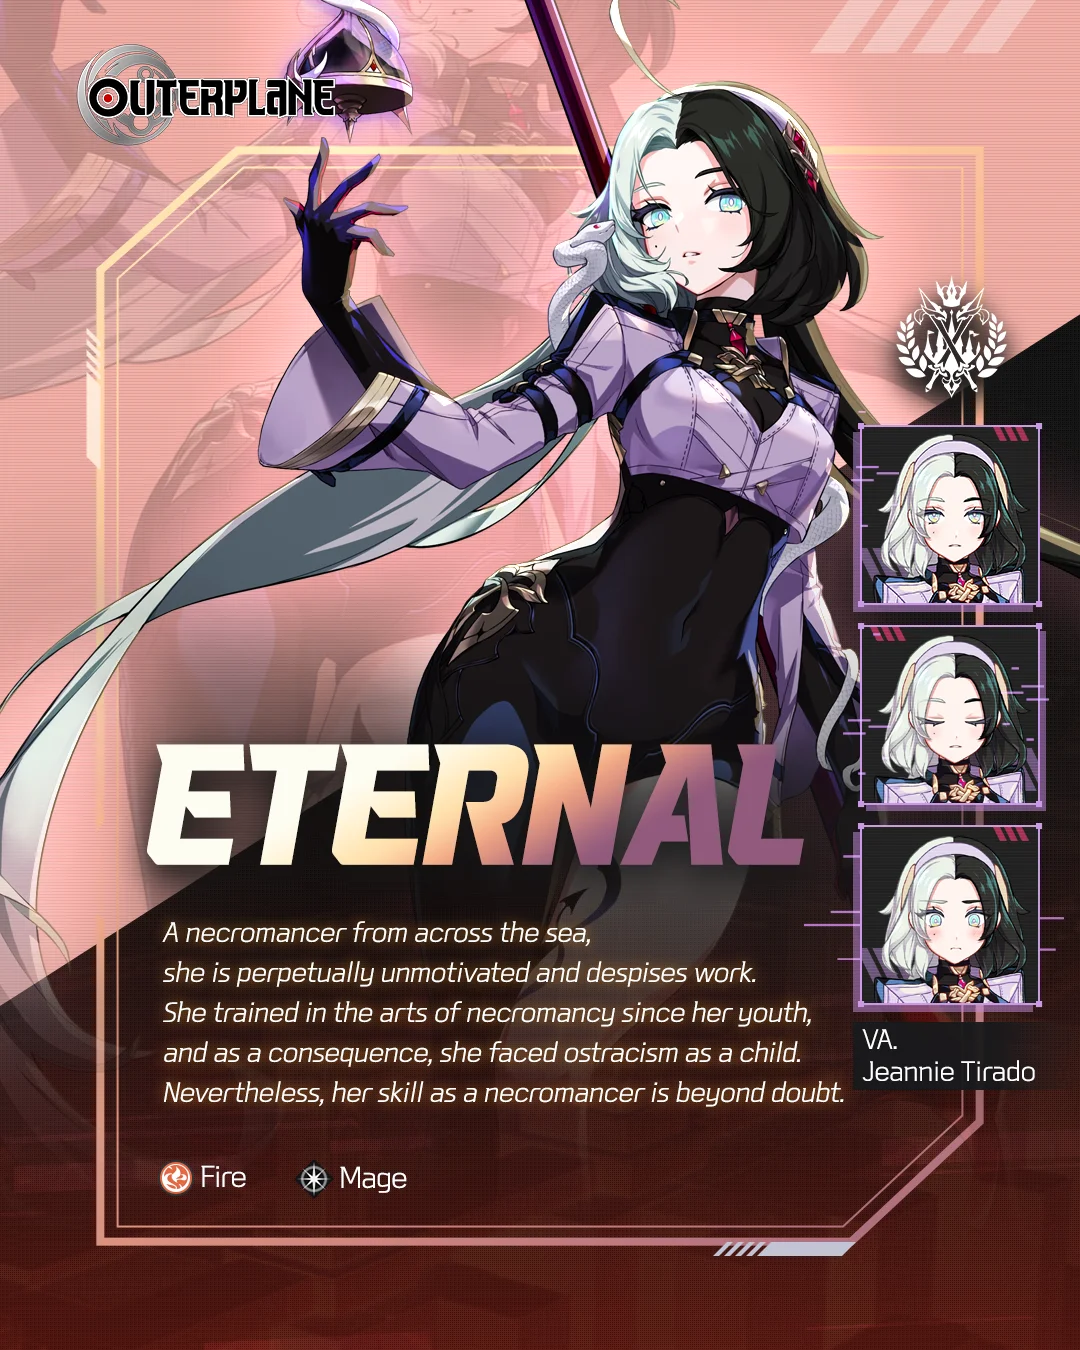 OUTERPLANE
ETERNAL
A necromancer from across the sea,
she is perpetually unmotivated and despises work.
She trained in the arts of necromancy since her youth,
and as a consequence, she faced ostracism as a child.
Nevertheless, her skill as a necromancer is beyond doubt.
VA.
Jeannie Tirado
Fire
Mage